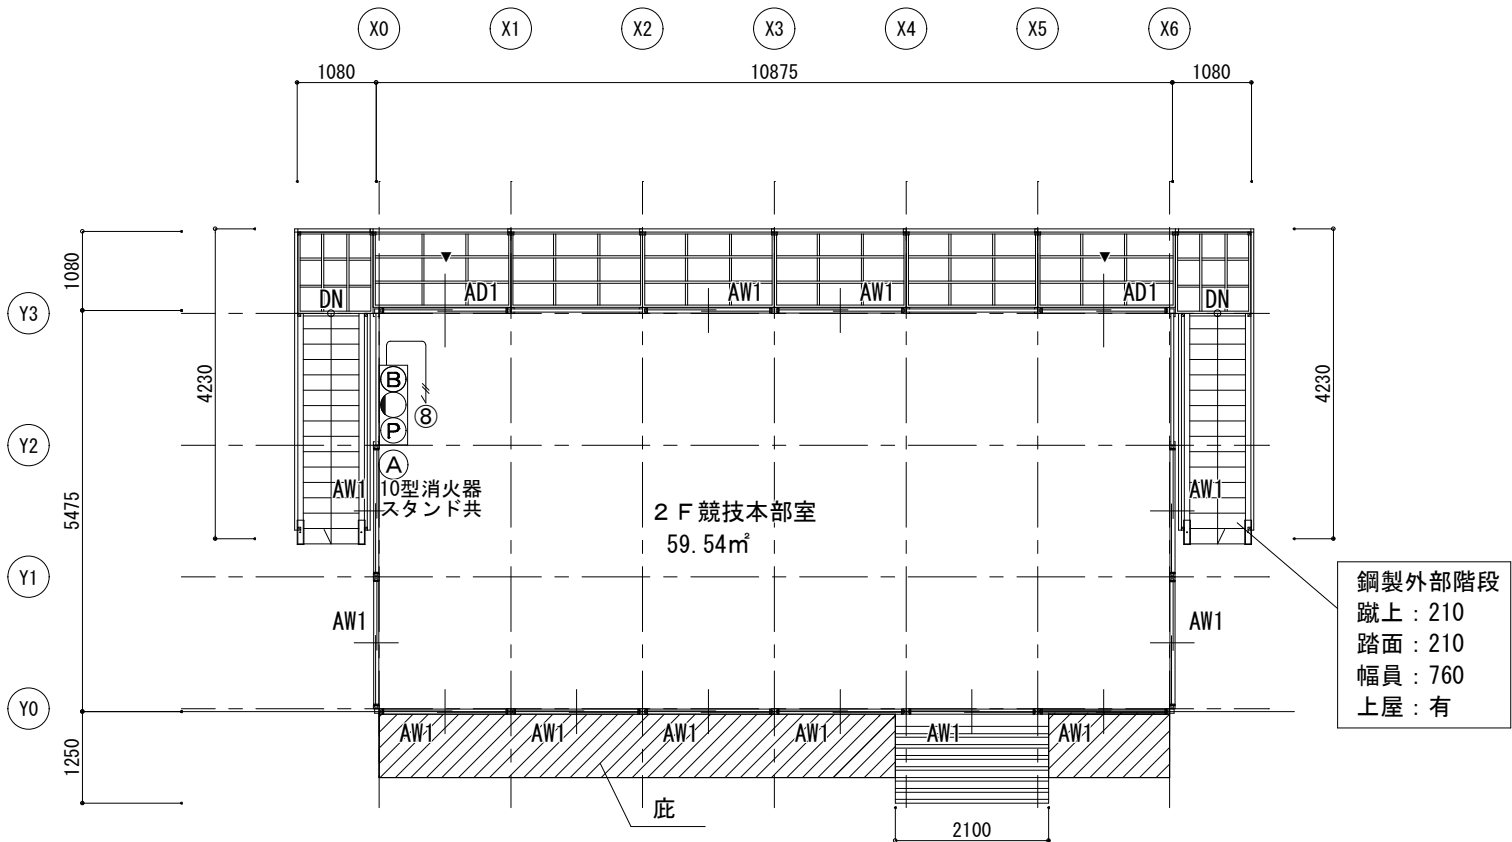 X0 X1 X2 X3 X4 X5 X6
1080 10875 1080
1080
Y3
4230
Y2
5475
Y1
Y0
1250
DN
AD1
AW1
AW1
AD1
DN
4230
B
P
8
A
AW1
10型消火器
スタンド共
２Ｆ競技本部室
59.54㎡
AW1
AW1
AW1
鋼製外部階段
蹴上：210
踏面：210
幅員：760
上屋：有
AW1 AW1 AW1 AW1 AW1 AW1
庇
2100